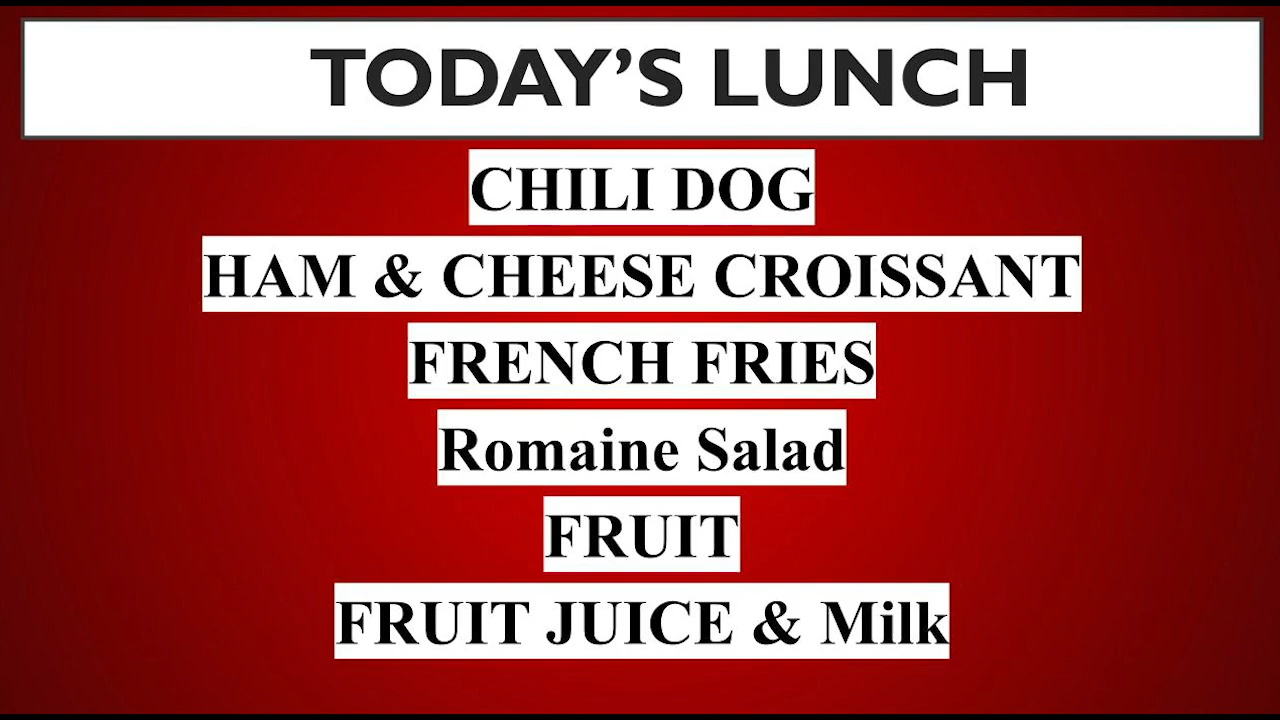 TODAY’S LUNCH
CHILI DOG
HAM & CHEESE CROISSANT
FRENCH FRIES
Romaine Salad
FRUIT
FRUIT JUICE & Milk